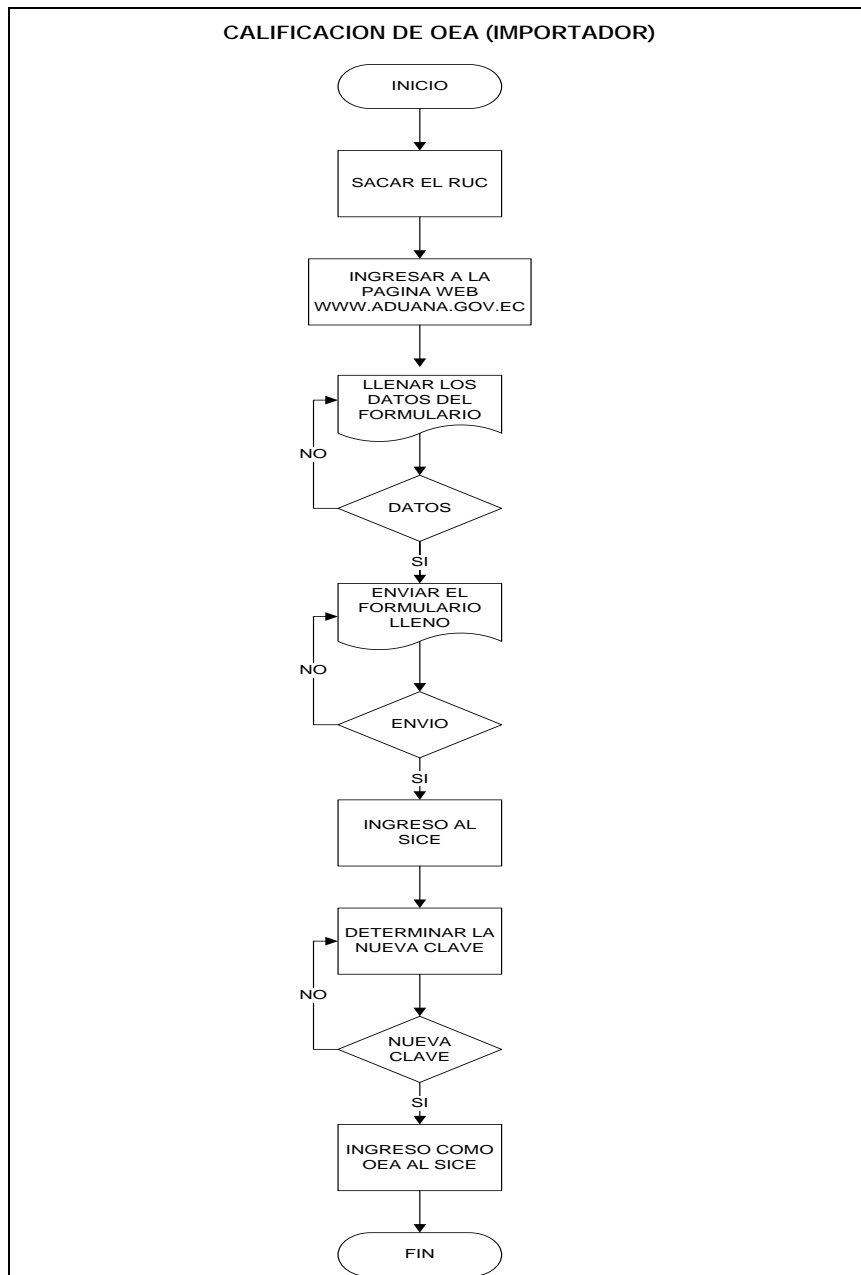 CALIFICACION DE OEA (IMPORTADOR)
INICIO
SACAR EL RUC
INGRESAR A LA
PAGINA WEB
WWW.ADUANA.GOV.EC
LLENAR LOS
DATOS DEL
FORMULARIO
NO
DATOS
SI
ENVIAR EL
FORMULARIO
LLENO
NO
ENVIO
SI
INGRESO AL
SICE
DETERMINAR LA
NUEVA CLAVE
NO
NUEVA
CLAVE
SI
INGRESO COMO
OEA AL SICE
FIN